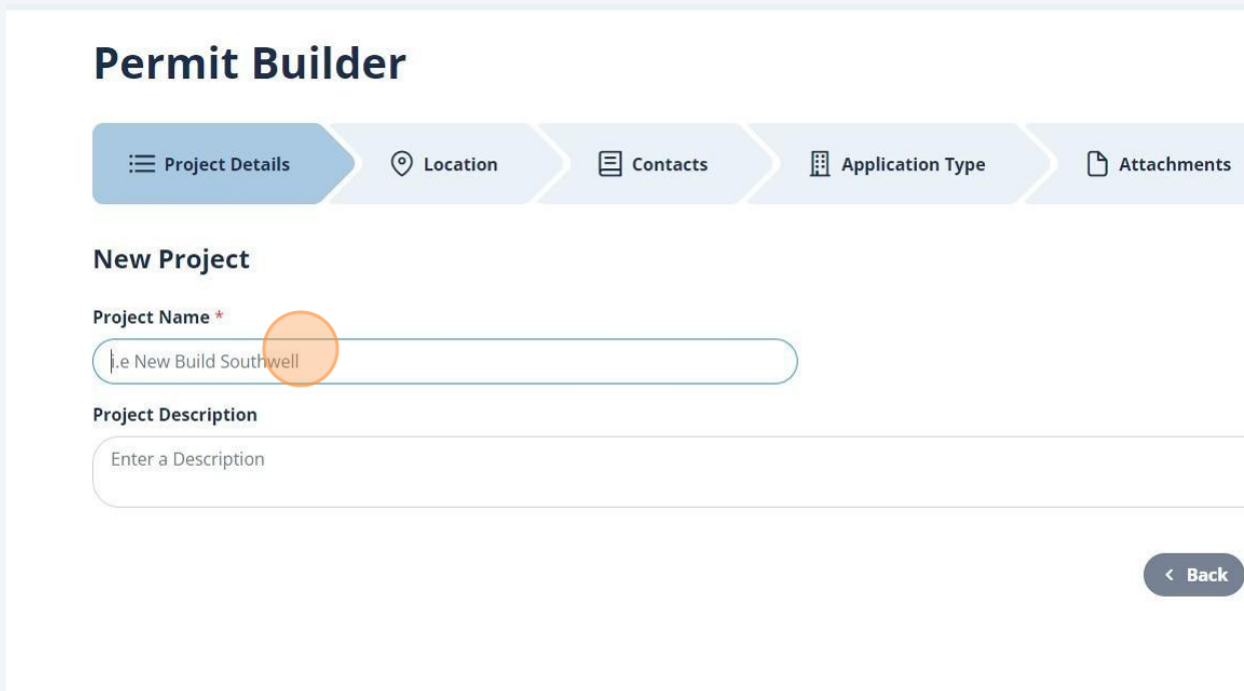 Permit Builder
Project Details Location Contacts Application Type Attachments
New Project
Project Name *
i.e New Build Southwell
Project Description
Enter a Description
< Back